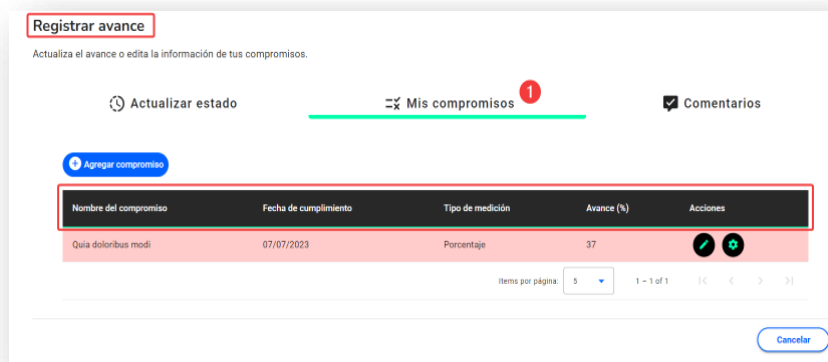 Registrar avance
Actualiza el avance o edita la información de tus compromisos.
Actualizar estado
Mis compromisos
1
Comentarios
Agregar compromiso
Nombre del compromiso Fecha de cumplimiento Tipo de medición Avance (%) Acciones
Quia doloribus modi 07/07/2023 Porcentaje 37
Items por página: 5 1 – 1 of 1
Cancelar